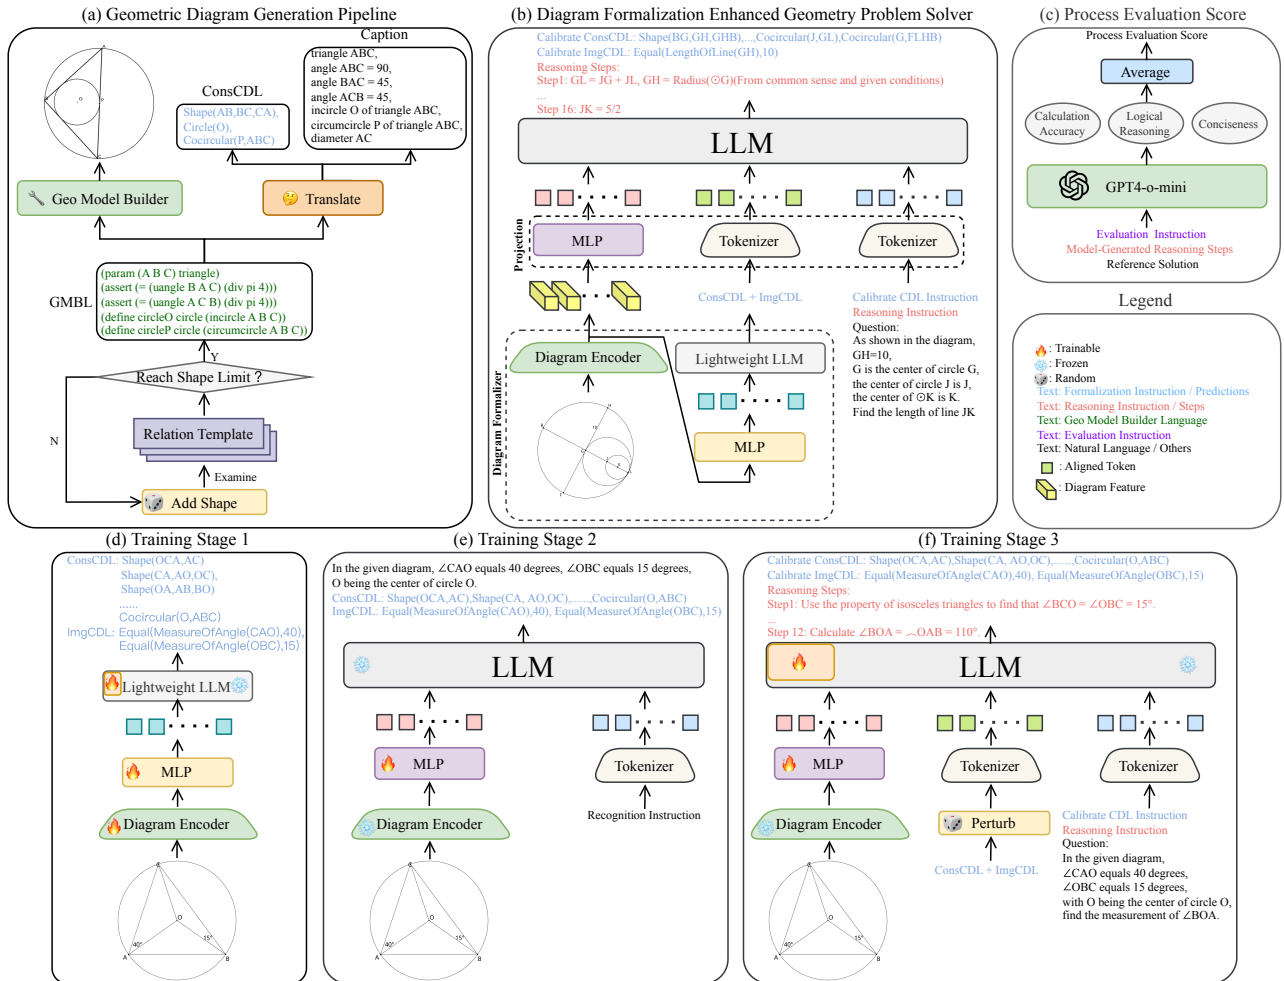 (a) Geometric Diagram Generation Pipeline
Caption
triangle ABC,
angle ABC = 90,
angle BAC = 45,
angle ACB = 45,
incircle O of triangle ABC,
circumcircle P of triangle ABC,
diameter AC
ConsCDL
Shape(AB,BC,CA),
Circle(O),
Cocircular(P,ABC)
Geo Model Builder
Translate
GMBL
(param (A B C) triangle)
(assert (= (uangle B A C) (div pi 4)))
(assert (= (uangle A C B) (div pi 4)))
(define circleO circle (incircle A B C))
(define circleP circle (circumcircle A B C))
Y
Reach Shape Limit ?
N
Relation Template
Examine
Add Shape
(b) Diagram Formalization Enhanced Geometry Problem Solver
Calibrate ConsCDL: Shape(BG,GH,GHB),...,Cocircular(J,GL),Cocircular(G,FLHB)
Calibrate ImgCDL: Equal(LengthOfLine(GH),10)
Reasoning Steps:
Step1: GL = JG + JL, GH = Radius(⊙G)(From common sense and given conditions)
...
Step 16: JK = 5/2
LLM
Projection
MLP
Tokenizer
Tokenizer
ConsCDL + ImgCDL
Calibrate CDL Instruction
Reasoning Instruction
Question:
As shown in the diagram,
GH=10,
G is the center of circle G,
the center of circle J is J,
the center of ⊙K is K.
Find the length of line JK
Diagram Formalizer
Diagram Encoder
Lightweight LLM
MLP
(c) Process Evaluation Score
Process Evaluation Score
Average
Calculation
Accuracy
Logical
Reasoning
Conciseness
GPT4-o-mini
Evaluation Instruction
Model-Generated Reasoning Steps
Reference Solution
Legend
: Trainable
: Frozen
: Random
Text: Formalization Instruction / Predictions
Text: Reasoning Instruction / Steps
Text: Geo Model Builder Language
Text: Evaluation Instruction
Text: Natural Language / Others
: Aligned Token
: Diagram Feature
(d) Training Stage 1
ConsCDL: Shape(OCA,AC)
Shape(CA,AO,OC),
Shape(OA,AB,BO)
......
Cocircular(O,ABC)
ImgCDL: Equal(MeasureOfAngle(CAO),40),
Equal(MeasureOfAngle(OBC),15)
Lightweight LLM
MLP
Diagram Encoder
C
O
40°
15°
A
B
(e) Training Stage 2
In the given diagram, ∠CAO equals 40 degrees, ∠OBC equals 15 degrees,
O being the center of circle O.
ConsCDL: Shape(OCA,AC),Shape(CA, AO,OC),......,Cocircular(O,ABC)
ImgCDL: Equal(MeasureOfAngle(CAO),40), Equal(MeasureOfAngle(OBC),15)
LLM
MLP
Tokenizer
Diagram Encoder
Recognition Instruction
C
O
40°
15°
A
B
(f) Training Stage 3
Calibrate ConsCDL: Shape(OCA,AC),Shape(CA, AO,OC),......,Cocircular(O,ABC)
Calibrate ImgCDL: Equal(MeasureOfAngle(CAO),40), Equal(MeasureOfAngle(OBC),15)
Reasoning Steps:
Step1: Use the property of isosceles triangles to find that ∠BCO = ∠OBC = 15°.
...
Step 12: Calculate ∠BOA = ⌒OAB = 110°.
LLM
MLP
Tokenizer
Tokenizer
Diagram Encoder
Perturb
ConsCDL + ImgCDL
Calibrate CDL Instruction
Reasoning Instruction
Question:
In the given diagram,
∠CAO equals 40 degrees,
∠OBC equals 15 degrees,
with O being the center of circle O,
find the measurement of ∠BOA.
C
O
40°
15°
A
B